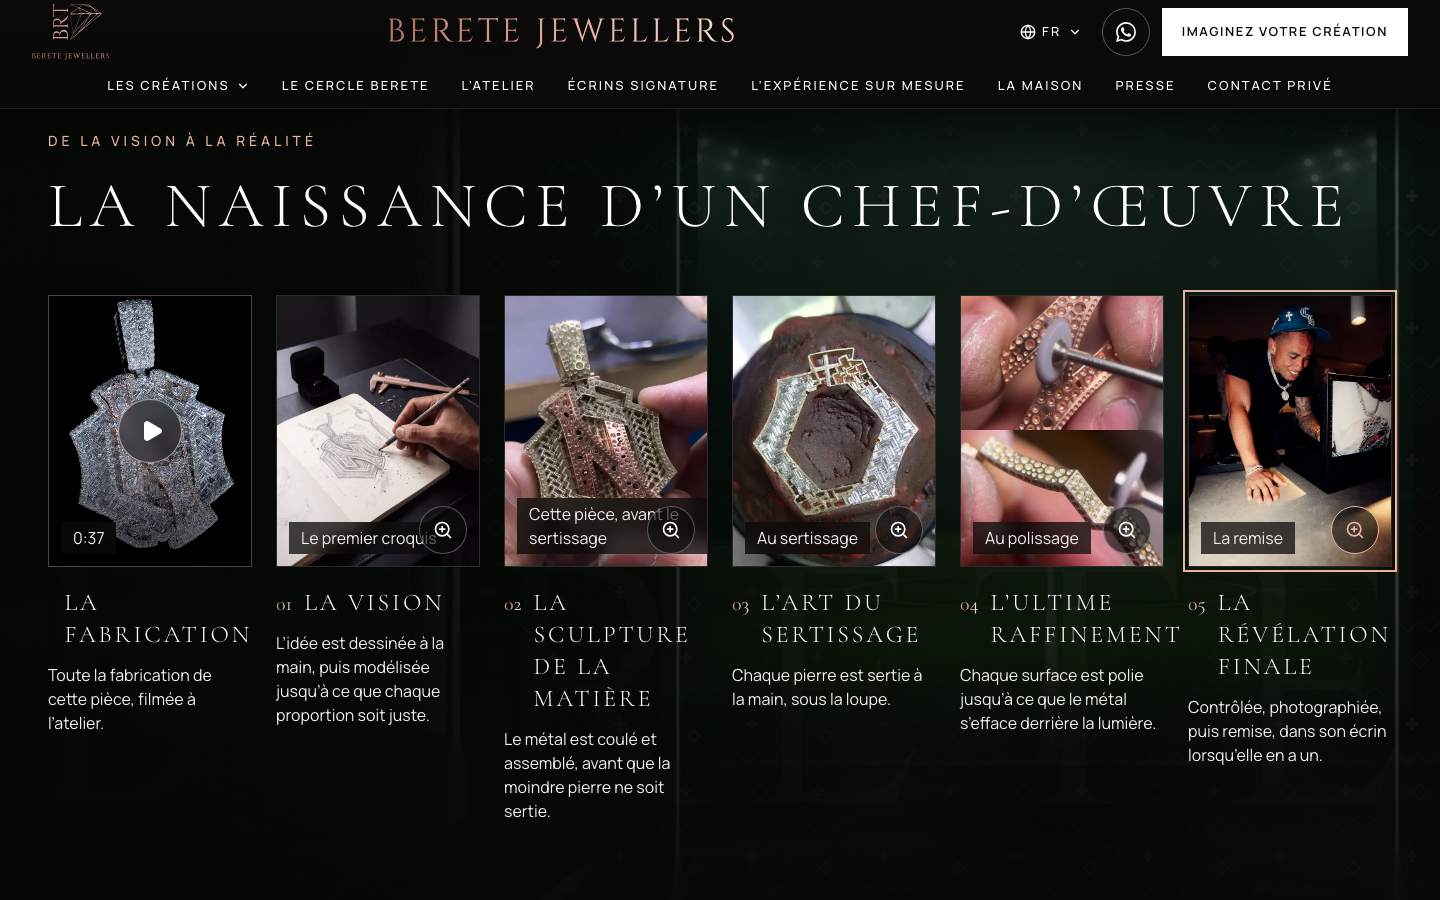 BRT
BERETE JEWELLERS
BERETE JEWELLERS
FR
IMAGINEZ VOTRE CRÉATION
LES CRÉATIONS
LE CERCLE BERETE
L'ATELIER
ÉCRINS SIGNATURE
L'EXPÉRIENCE SUR MESURE
LA MAISON
PRESSE
CONTACT PRIVÉ
DE LA VISION À LA RÉALITÉ
LA NAISSANCE D’UN CHEF-D’ŒUVRE
0:37
LA
FABRICATION
Toute la fabrication de
cette pièce, filmée à
l’atelier.
Le premier croquis
01 LA VISION
L’idée est dessinée à la
main, puis modélisée
jusqu’à ce que chaque
proportion soit juste.
Cette pièce, avant le
sertissage
02 LA
SCULPTURE
DE LA
MATIÈRE
Le métal est coulé et
assemblé, avant que la
moindre pierre ne soit
sertie.
Au sertissage
03 L’ART DU
SERTISSAGE
Chaque pierre est sertie à
la main, sous la loupe.
Au polissage
04 L’ULTIME
RAFFINEMENT
Chaque surface est polie
jusqu’à ce que le métal
s’efface derrière la lumière.
La remise
05 LA
RÉVÉLATION
FINALE
Contrôlée, photographiée,
puis remise, dans son écrin
lorsqu’elle en a un.